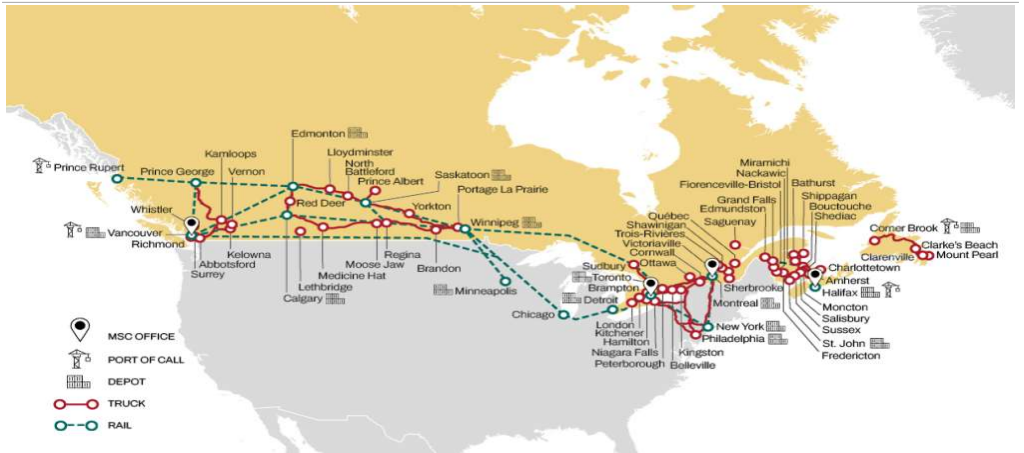 Prince Rupert
Prince George
Kamloops
Vernon
Whistler
Vancouver
Richmond
Abbotsford
Surrey
Kelowna
Edmonton
Lloydminster
North
Battleford
Prince Albert
Saskatoon
Portage La Prairie
Red Deer
Yorkton
Winnipeg
Regina
Moose Jaw
Brandon
Medicine Hat
Lethbridge
Calgary
Minneapolis
Chicago
Detroit
Sudbury
Toronto
Brampton
London
Kitchener
Hamilton
Niagara Falls
Peterborough
Belleville
Kingston
Québec
Shawinigan
Trois-Rivières
Victoriaville
Cornwall
Ottawa
Saguenay
Sherbrooke
Montreal
New York
Philadelphia
Miramichi
Nackawic
Fiorenceville-Bristol
Grand Falls
Edmundston
Bathurst
Shippagan
Bouctouche
Shediac
Charlottetown
Amherst
Halifax
Moncton
Salisbury
Sussex
St. John
Fredericton
Corner Brook
Clarke's Beach
Clarenville
Mount Pearl
MSC OFFICE
PORT OF CALL
DEPOT
TRUCK
RAIL